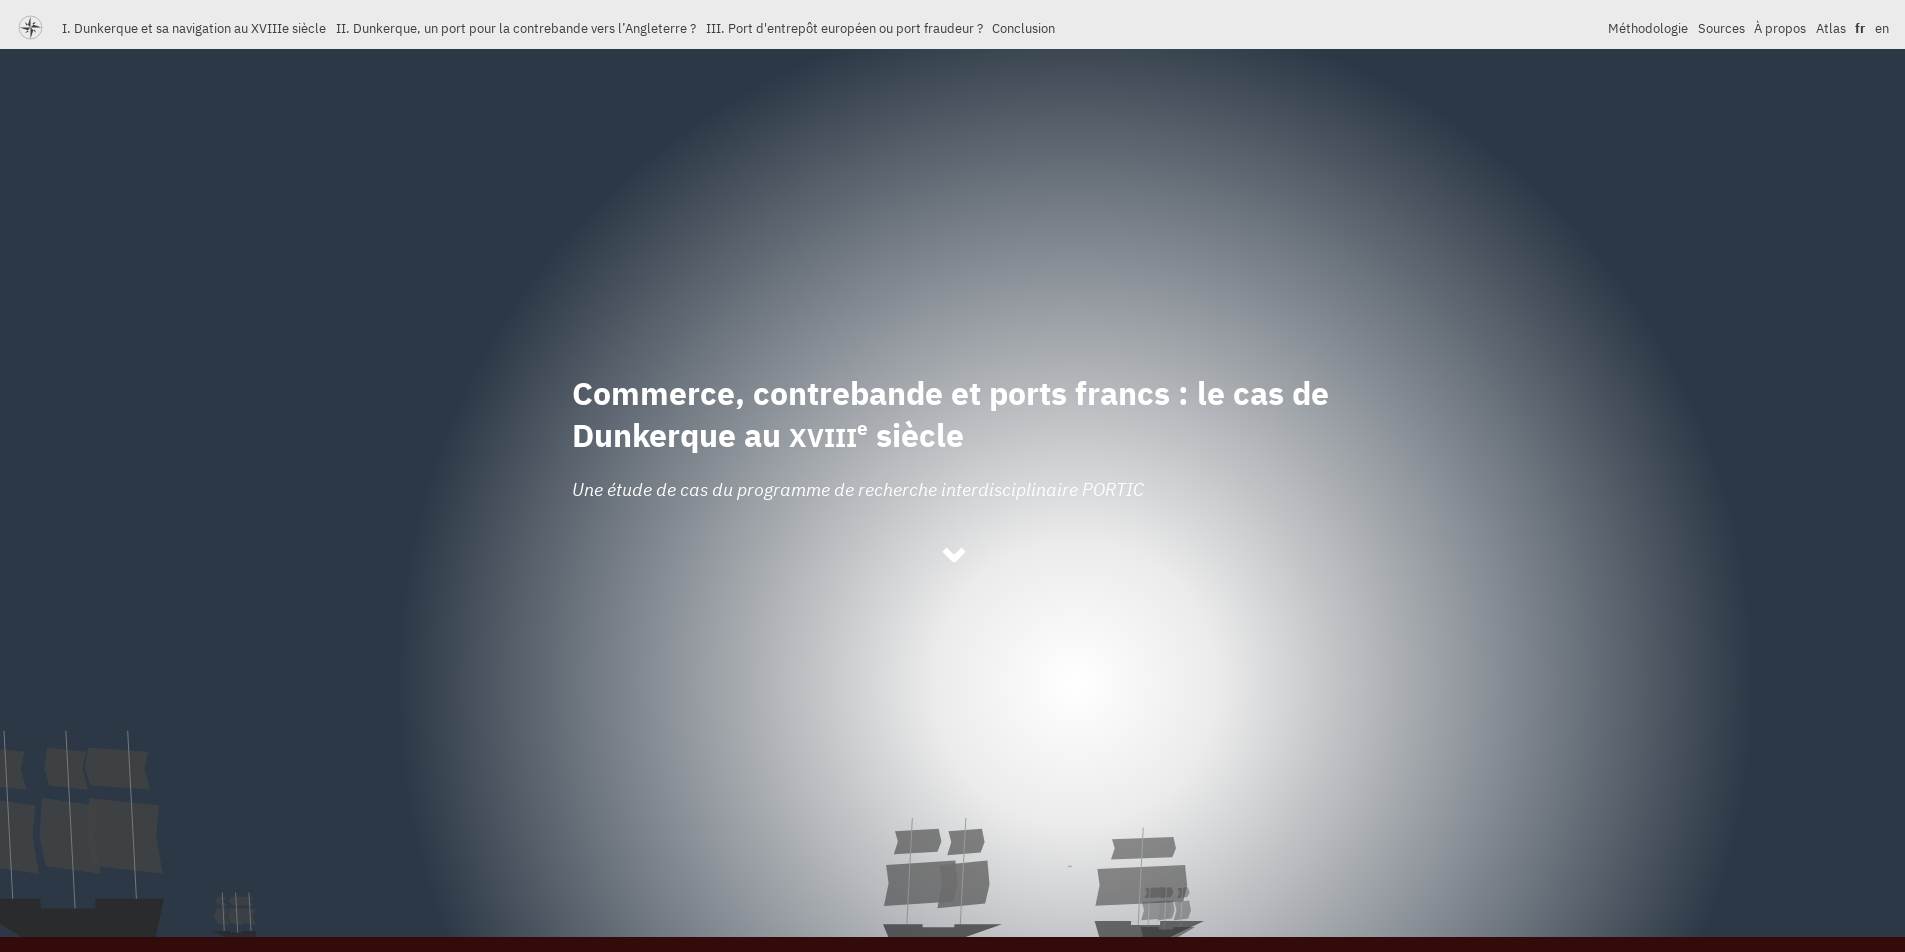 I. Dunkerque et sa navigation au XVIIIe siècle II. Dunkerque, un port pour la contrebande vers l’Angleterre ? III. Port d'entrepôt européen ou port fraudeur ? Conclusion Méthodologie Sources À propos Atlas fr en
Commerce, contrebande et ports francs : le cas de
Dunkerque au XVIIIe siècle
Une étude de cas du programme de recherche interdisciplinaire PORTIC